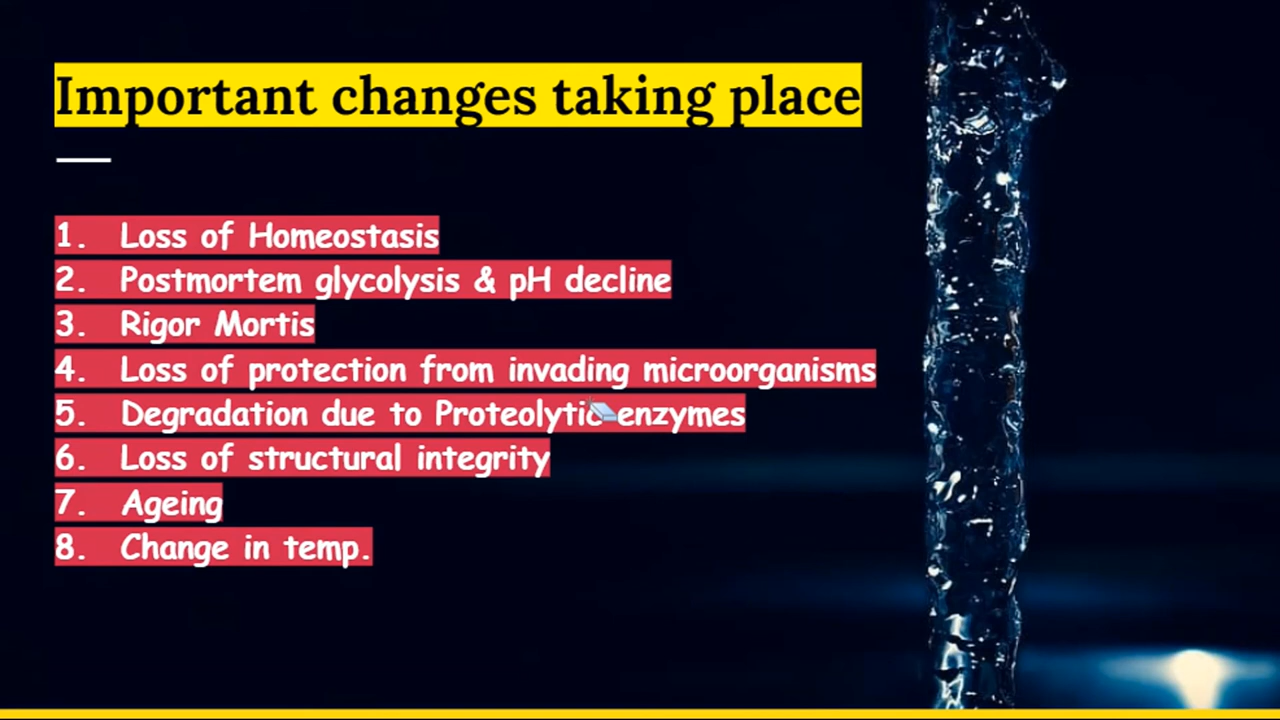 Important changes taking place
1. Loss of Homeostasis
2. Postmortem glycolysis & pH decline
3. Rigor Mortis
4. Loss of protection from invading microorganisms
5. Degradation due to Proteolytic enzymes
6. Loss of structural integrity
7. Ageing
8. Change in temp.